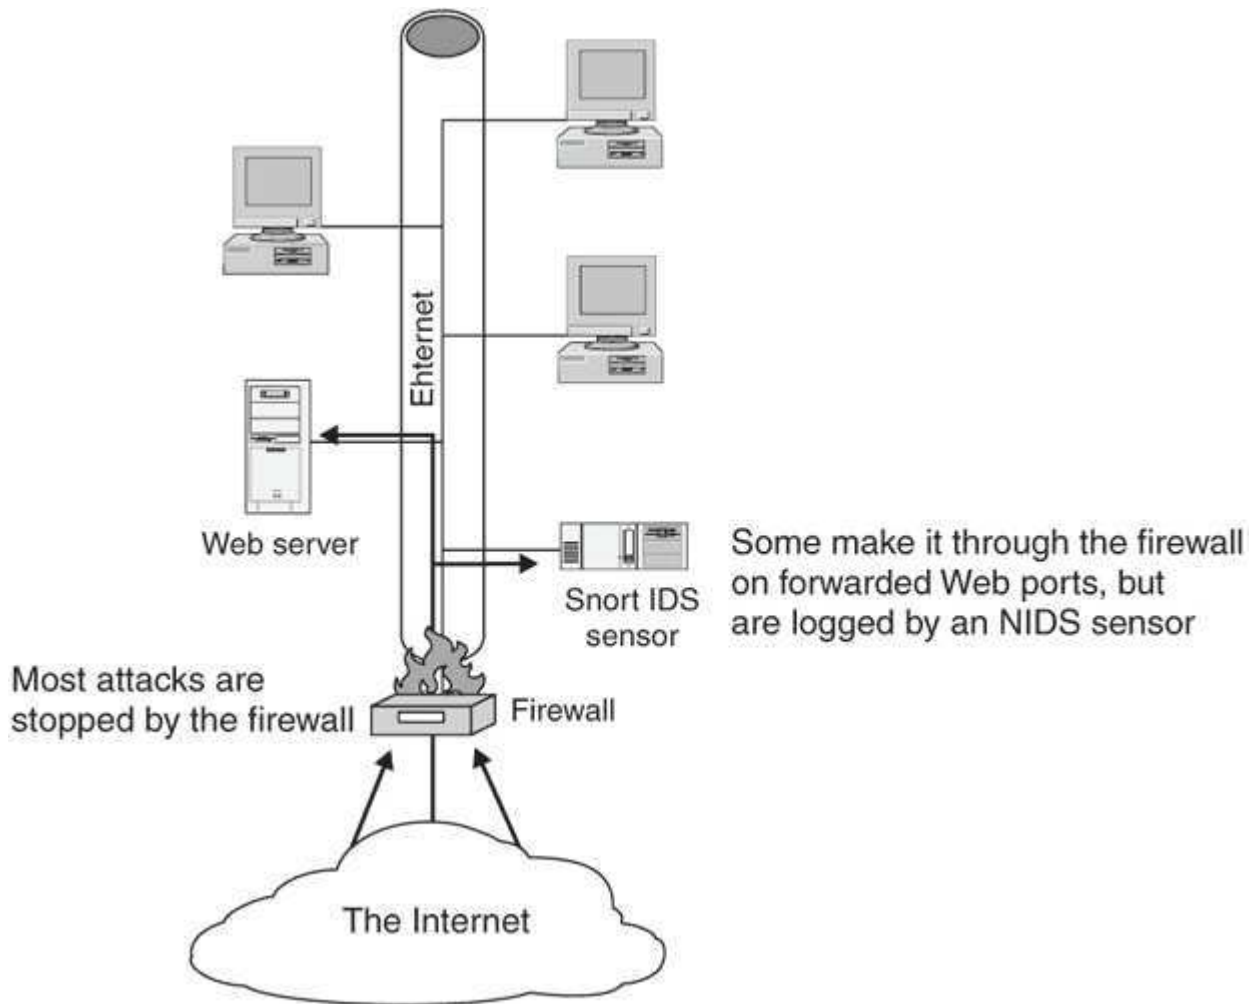 Ehternet
Web server
Snort IDS
sensor
Some make it through the firewall
on forwarded Web ports, but
are logged by an NIDS sensor
Most attacks are
stopped by the firewall
Firewall
The Internet